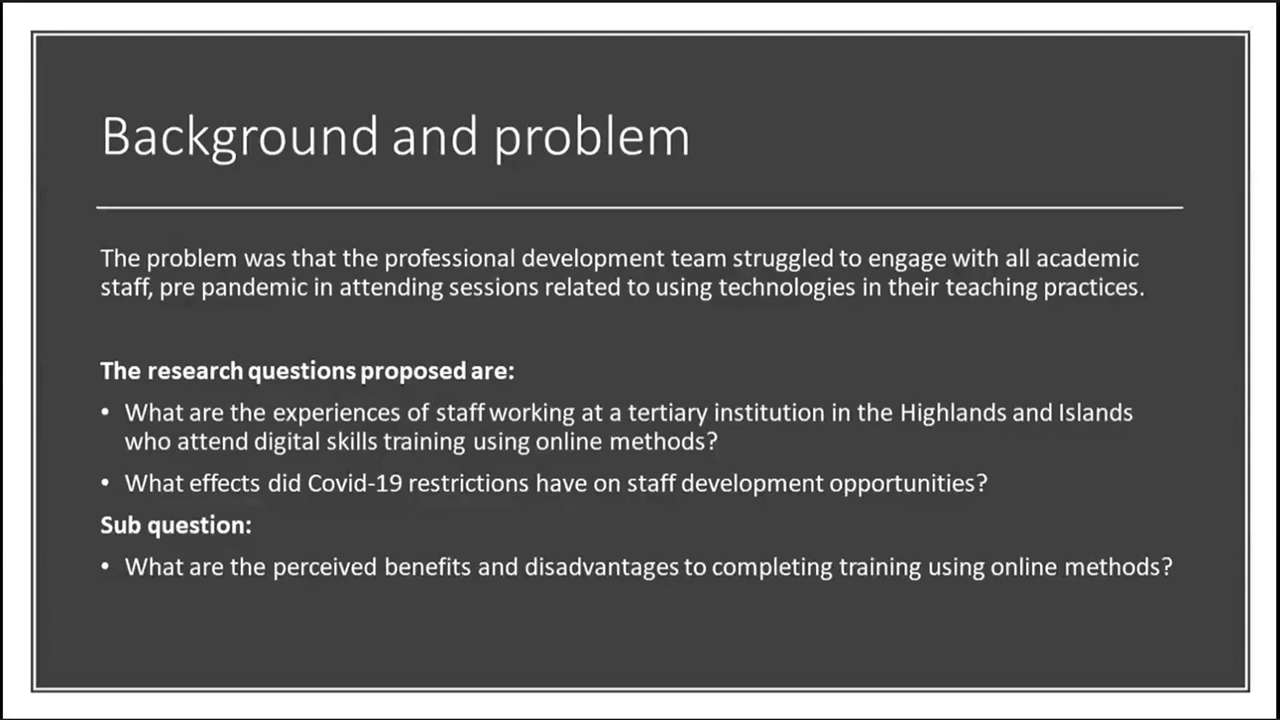 Background and problem
The problem was that the professional development team struggled to engage with all academic
staff, pre pandemic in attending sessions related to using technologies in their teaching practices.
The research questions proposed are:
• What are the experiences of staff working at a tertiary institution in the Highlands and Islands
who attend digital skills training using online methods?
• What effects did Covid-19 restrictions have on staff development opportunities?
Sub question:
• What are the perceived benefits and disadvantages to completing training using online methods?